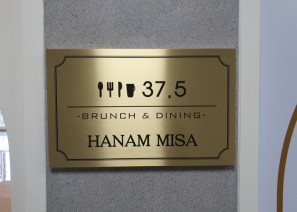 37.5
-BRUNCH & DINING-
HANAM MISA